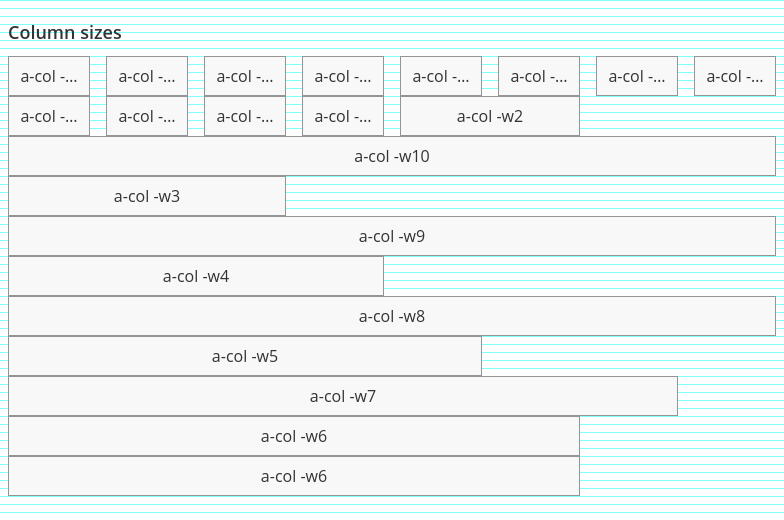 Column sizes
a-col -... a-col -... a-col -... a-col -... a-col -... a-col -... a-col -... a-col -...
a-col -... a-col -... a-col -... a-col -... a-col -w2
a-col -w10
a-col -w3
a-col -w9
a-col -w4
a-col -w8
a-col -w5
a-col -w7
a-col -w6
a-col -w6